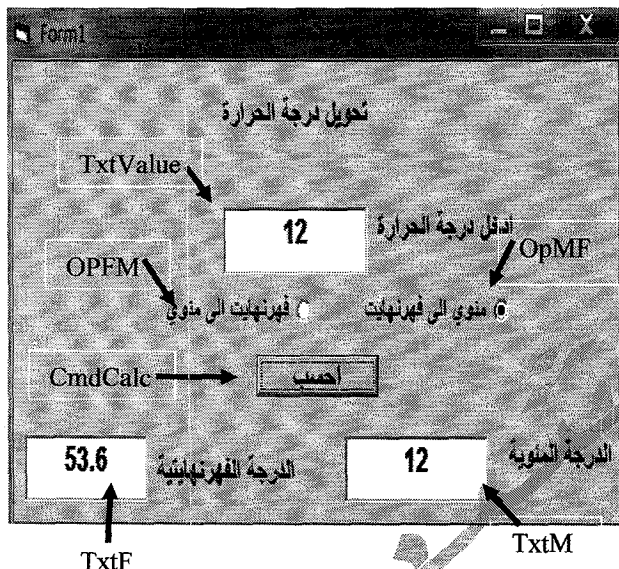 Form1
تحويل درجة الحرارة
TxtValue
ادخل درجة الحرارة
12
OpMF
OPFM
مئوي الى فهرنهايت
فهرنهايت الى مئوي
CmdCalc
احسب
الدرجة المئوية
12
الدرجة الفهرنهايتية
53.6
TxtM
TxtF